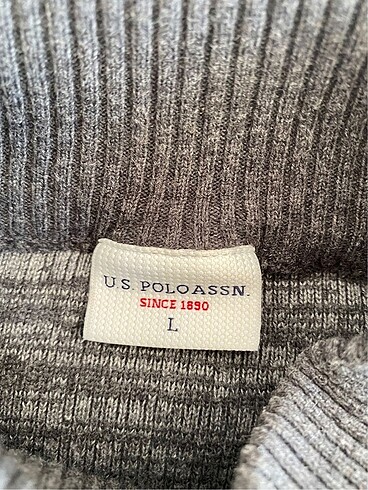 U.S. POLO ASSN.
SINCE 1890
L